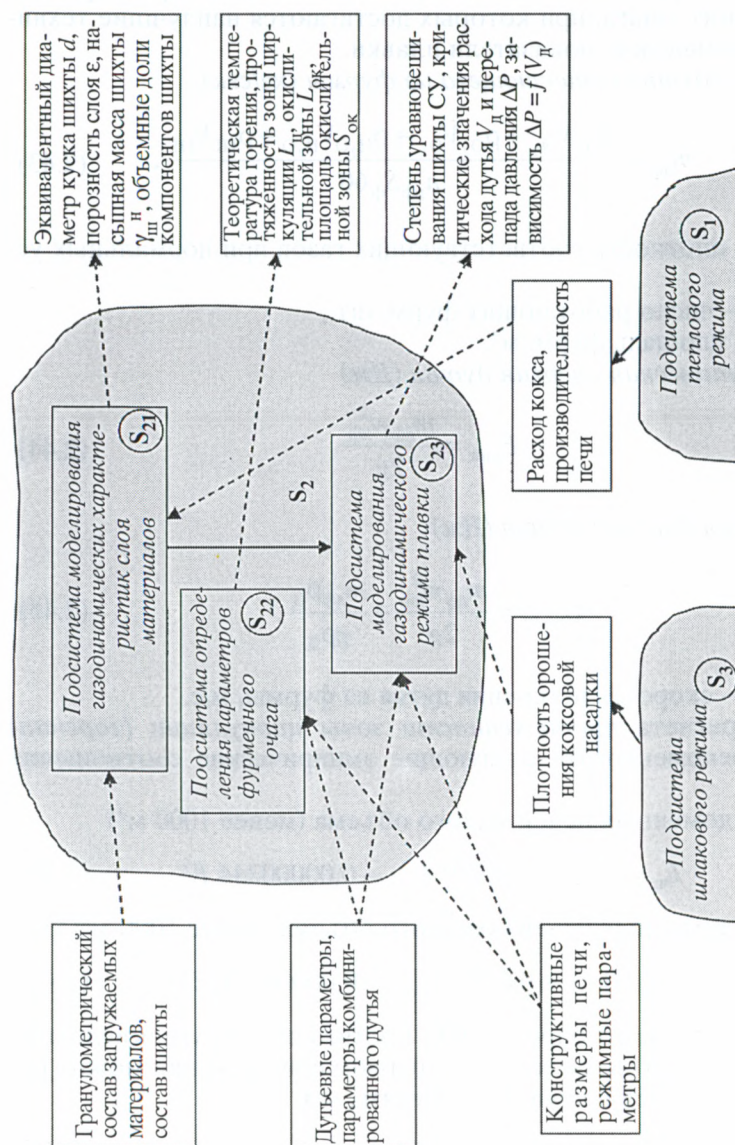 Гранулометрический
состав загружаемых
материалов,
состав шихты
Дутьевые параметры,
параметры комбини-
рованного дутья
Конструктивные
размеры печи,
режимные пара-
метры
Подсистема моделирования
газодинамических характе
ристик слоя
материалов
S21
Подсистема опреде-
ления параметров
фурменного
очага
S22
S2
Подсистема
моделирования
газодинамического
режима плавки
S23
Плотность ороше-
ния коксовой
насадки
Расход кокса,
производительность
печи
Подсистема
шлакового режима
S3
Подсистема
теплового
режима
S1
Эквивалентный диа-
метр куска шихты d,
порозность слоя ε, на-
сыпная масса шихты
γшᴴ, объемные доли
компонентов шихты
Теоретическая темпе-
ратура горения, про-
тяженность зоны цир-
куляции Lц, окисли-
тельной зоны Lок,
площадь окислитель-
ной зоны Sок
Степень уравновеши-
вания шихты СУ, кри-
тические значения рас-
хода дутья Vд и пере-
пада давления ΔP, за-
висимость ΔP = f(Vд)